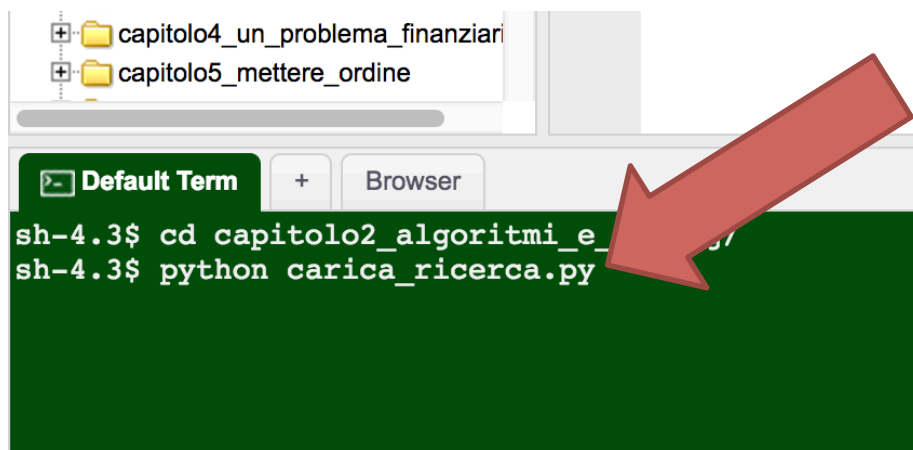 capitolo4_un_problema_finanziari
capitolo5_mettere_ordine
Default Term + Browser
sh-4.3$ cd capitolo2_algoritmi_e_
sh-4.3$ python carica_ricerca.py